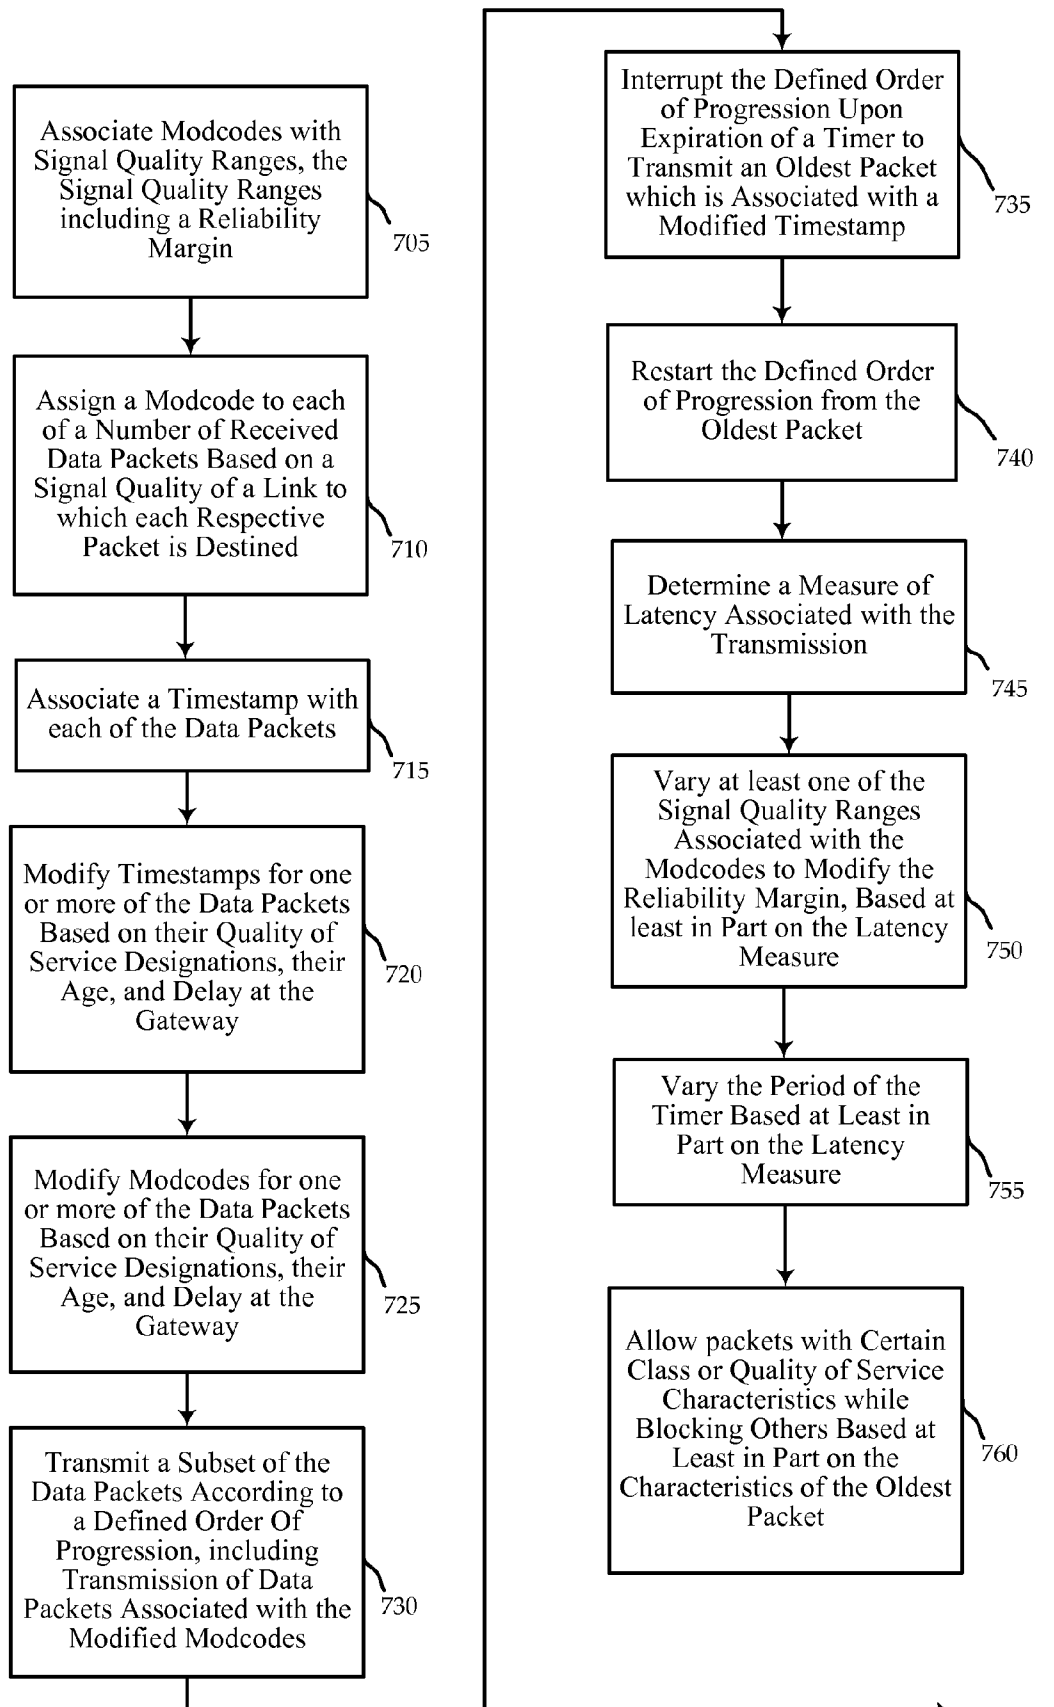 Associate Modcodes with
Signal Quality Ranges, the
Signal Quality Ranges
including a Reliability
Margin
705
Assign a Modcode to each
of a Number of Received
Data Packets Based on a
Signal Quality of a Link to
which each Respective
Packet is Destined
710
Associate a Timestamp with
each of the Data Packets
715
Modify Timestamps for one
or more of the Data Packets
Based on their Quality of
Service Designations, their
Age, and Delay at the
Gateway
720
Modify Modcodes for one
or more of the Data Packets
Based on their Quality of
Service Designations, their
Age, and Delay at the
Gateway
725
Transmit a Subset of the
Data Packets According to
a Defined Order Of
Progression, including
Transmission of Data
Packets Associated with the
Modified Modcodes
730
Interrupt the Defined Order
of Progression Upon
Expiration of a Timer to
Transmit an Oldest Packet
which is Associated with a
Modified Timestamp
735
Restart the Defined Order
of Progression from the
Oldest Packet
740
Determine a Measure of
Latency Associated with the
Transmission
745
Vary at least one of the
Signal Quality Ranges
Associated with the
Modcodes to Modify the
Reliability Margin, Based at
least in Part on the Latency
Measure
750
Vary the Period of the
Timer Based at Least in
Part on the Latency
Measure
755
Allow packets with Certain
Class or Quality of Service
Characteristics while
Blocking Others Based at
Least in Part on the
Characteristics of the Oldest
Packet
760